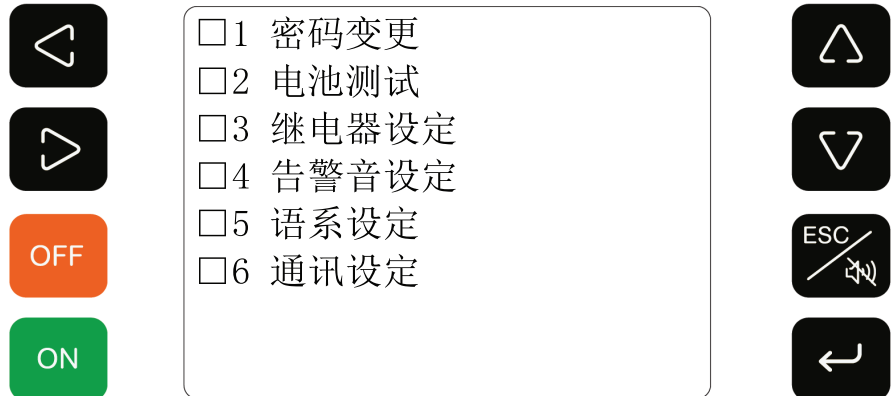 □1 密码变更
□2 电池测试
□3 继电器设定
□4 告警音设定
□5 语系设定
□6 通讯设定
OFF
ON
ESC